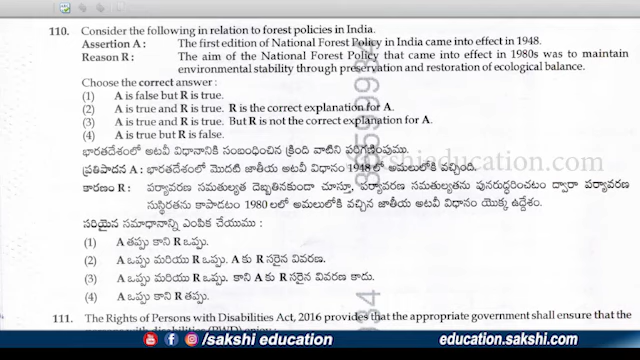 110. Consider the following in relation to forest policies in India.
Assertion A : The first edition of National Forest Policy in India came into effect in 1948.
Reason R : The aim of the National Forest Policy that came into effect in 1980s was to maintain
environmental stability through preservation and restoration of ecological balance.
Choose the correct answer :
(1) A is false but R is true.
(2) A is true and R is true. R is the correct explanation for A.
(3) A is true and R is true. But R is not the correct explanation for A.
(4) A is true but R is false.
భారతదేశంలో అటవీ విధానానికి సంబంధించిన క్రింది వాటిని పరిగణింపుము.
ప్రతిపాదన A : భారతదేశంలో మొదటి జాతీయ అటవీ విధానం 1948 లో అమలులోకి వచ్చింది.
కారణం R : పర్యావరణ సమతుల్యత దెబ్బతినకుండా చూస్తూ, పర్యావరణ సమతుల్యతను పునరుద్ధరించటం ద్వారా పర్యావరణ
సుస్థిరతను కాపాడటం 1980 లలో అమలులోకి వచ్చిన జాతీయ అటవీ విధానం యొక్క ఉద్దేశం.
సరియైన సమాధానాన్ని ఎంపిక చేయుము :
(1) A తప్పు కాని R ఒప్పు.
(2) A ఒప్పు మరియు R ఒప్పు. A కు R సరైన వివరణ.
(3) A ఒప్పు మరియు R ఒప్పు. కాని A కు R సరైన వివరణ కాదు.
(4) A ఒప్పు కాని R తప్పు.
111. The Rights of Persons with Disabilities Act, 2016 provides that the appropriate government shall ensure that the
/sakshi education
education.sakshi.com